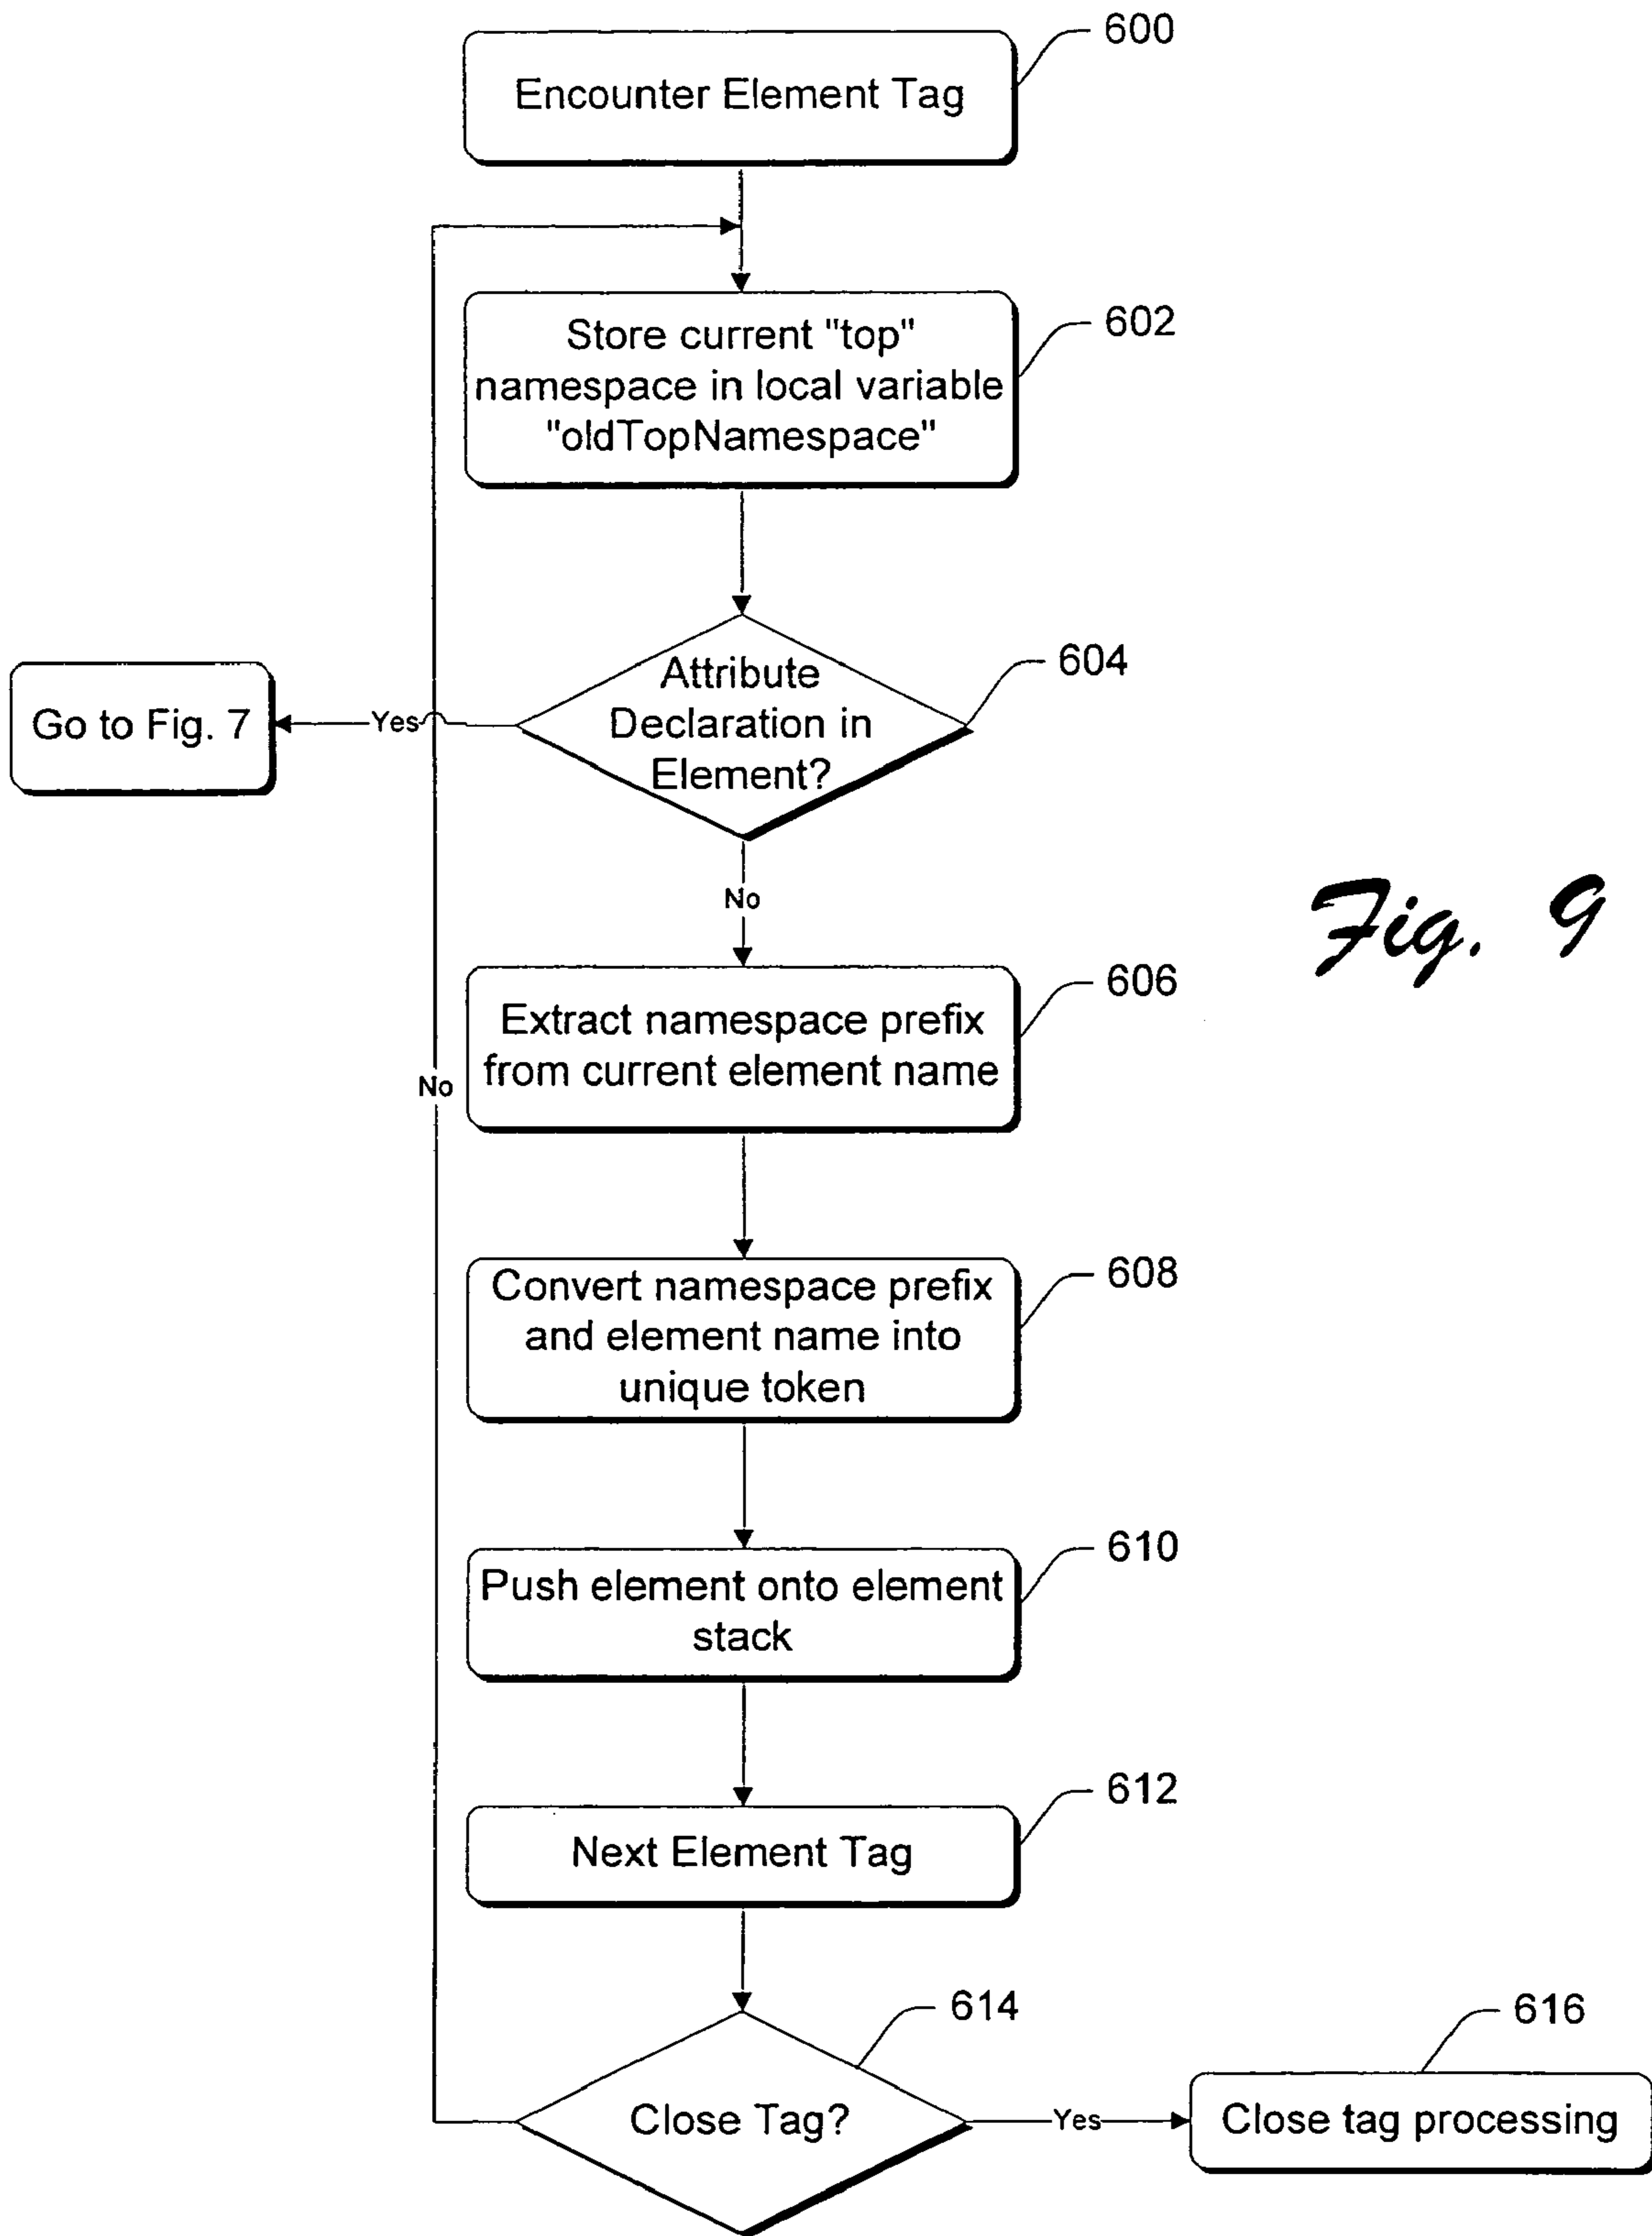 600
Encounter Element Tag
602
Store current "top"
namespace in local variable
"oldTopNamespace"
604
Attribute
Declaration in
Element?
Yes
Go to Fig. 7
No
Fig. 9
606
Extract namespace prefix
from current element name
No
608
Convert namespace prefix
and element name into
unique token
610
Push element onto element
stack
612
Next Element Tag
614
616
Close Tag?
Yes
Close tag processing